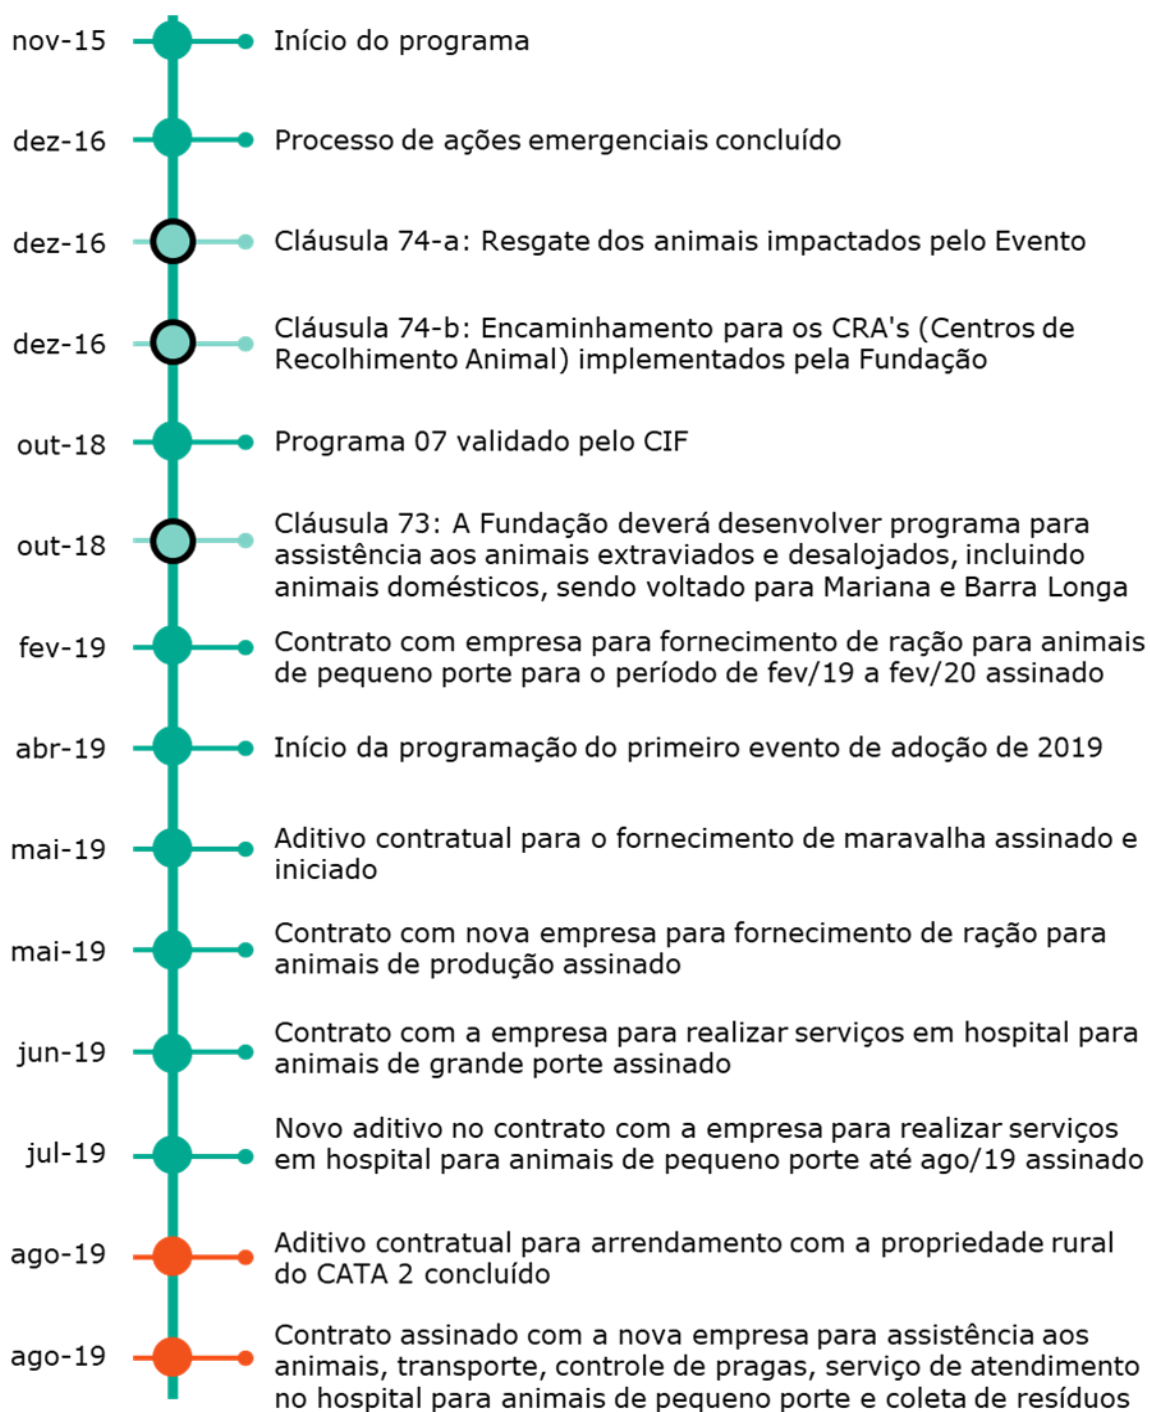 nov-15 Início do programa
dez-16 Processo de ações emergenciais concluído
dez-16 Cláusula 74-a: Resgate dos animais impactados pelo Evento
dez-16 Cláusula 74-b: Encaminhamento para os CRA's (Centros de
Recolhimento Animal) implementados pela Fundação
out-18 Programa 07 validado pelo CIF
out-18 Cláusula 73: A Fundação deverá desenvolver programa para
assistência aos animais extraviados e desalojados, incluindo
animais domésticos, sendo voltado para Mariana e Barra Longa
fev-19 Contrato com empresa para fornecimento de ração para animais
de pequeno porte para o período de fev/19 a fev/20 assinado
abr-19 Início da programação do primeiro evento de adoção de 2019
mai-19 Aditivo contratual para o fornecimento de maravalha assinado e
iniciado
mai-19 Contrato com nova empresa para fornecimento de ração para
animais de produção assinado
jun-19 Contrato com a empresa para realizar serviços em hospital para
animais de grande porte assinado
jul-19 Novo aditivo no contrato com a empresa para realizar serviços
em hospital para animais de pequeno porte até ago/19 assinado
ago-19 Aditivo contratual para arrendamento com a propriedade rural
do CATA 2 concluído
ago-19 Contrato assinado com a nova empresa para assistência aos
animais, transporte, controle de pragas, serviço de atendimento
no hospital para animais de pequeno porte e coleta de resíduos